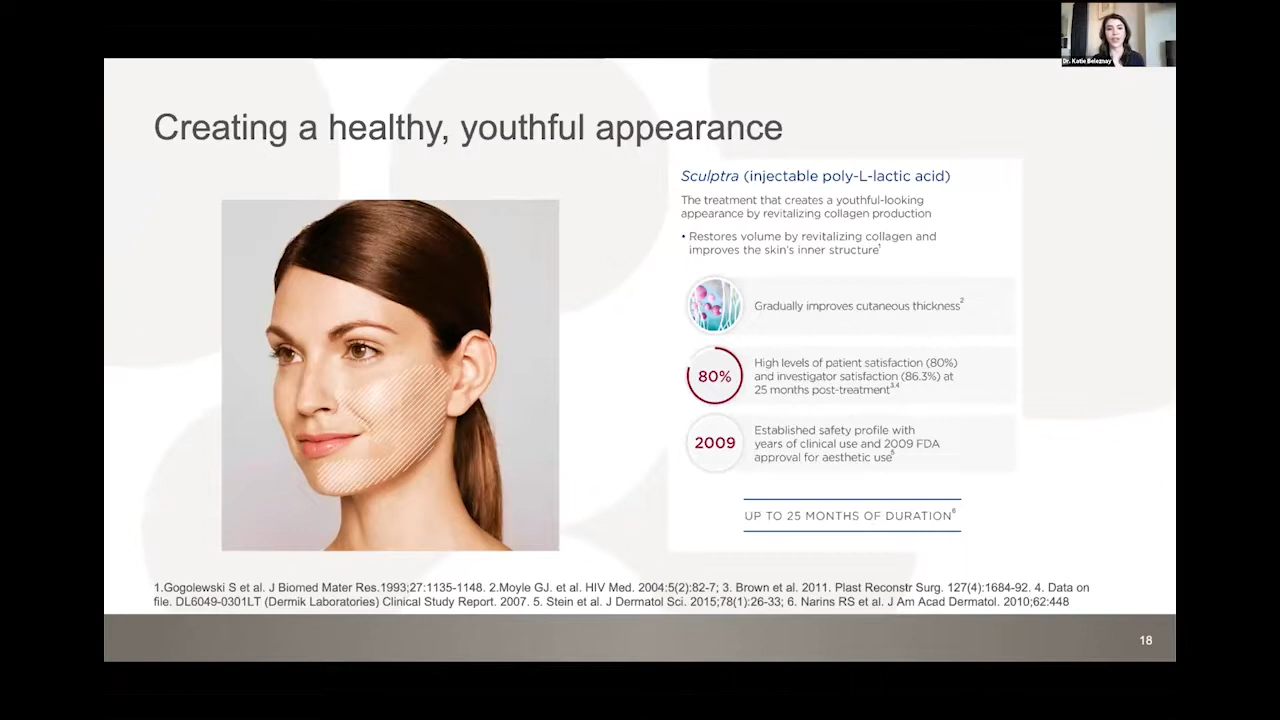 Dr. Katie Beleznay
Creating a healthy, youthful appearance
Sculptra (injectable poly-L-lactic acid)
The treatment that creates a youthful-looking
appearance by revitalizing collagen production
• Restores volume by revitalizing collagen and
improves the skin's inner structure1
Gradually improves cutaneous thickness2
80%
High levels of patient satisfaction (80%)
and investigator satisfaction (86.3%) at
25 months post-treatment3,4
2009
Established safety profile with
years of clinical use and 2009 FDA
approval for aesthetic use5
UP TO 25 MONTHS OF DURATION6
1.Gogolewski S et al. J Biomed Mater Res.1993;27:1135-1148. 2.Moyle GJ. et al. HIV Med. 2004:5(2):82-7; 3. Brown et al. 2011. Plast Reconstr Surg. 127(4):1684-92. 4. Data on
file. DL6049-0301LT (Dermik Laboratories) Clinical Study Report. 2007. 5. Stein et al. J Dermatol Sci. 2015;78(1):26-33; 6. Narins RS et al. J Am Acad Dermatol. 2010;62:448
18